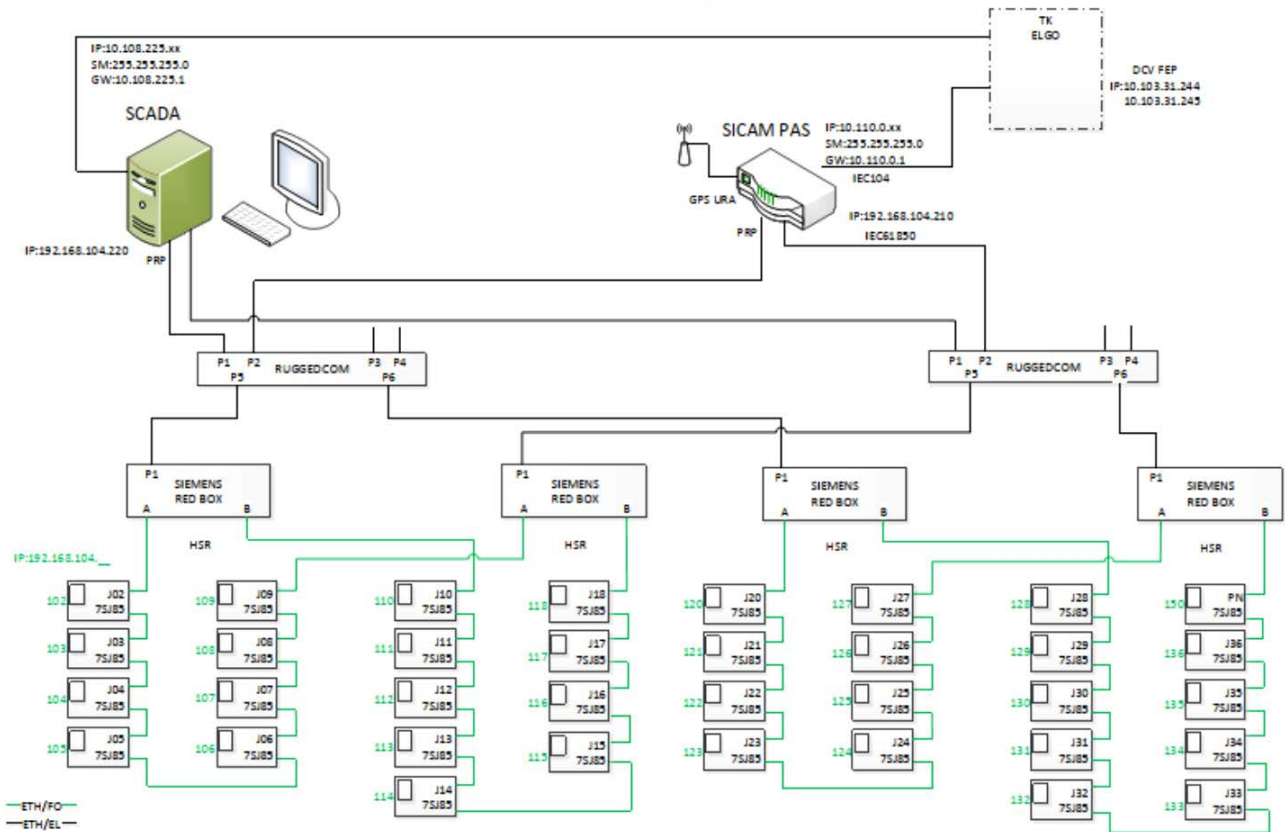 TK
ELGO
DCV FEP
IP:10.103.31.244
10.103.31.245
IP:10.108.225.xx
SM:255.255.255.0
GW:10.108.225.1
SCADA
IP:192.168.104.220
PRP
SICAM PAS
IP:10.110.0.xx
SM:255.255.255.0
GW:10.110.0.1
IEC104
GPS URA
PRP
IP:192.168.104.210
IEC61850
P1 P2 P3 P4
RUGGEDCOM
P5 P6
P1 P2 P3 P4
RUGGEDCOM
P5 P6
P1
SIEMENS
RED BOX
A B
HSR
P1
SIEMENS
RED BOX
A B
HSR
P1
SIEMENS
RED BOX
A B
HSR
P1
SIEMENS
RED BOX
A B
HSR
IP:192.168.104.__
102 J02
7SJ85
103 J03
7SJ85
104 J04
7SJ85
105 J05
7SJ85
109 J09
7SJ85
108 J08
7SJ85
107 J07
7SJ85
106 J06
7SJ85
110 J10
7SJ85
111 J11
7SJ85
112 J12
7SJ85
113 J13
7SJ85
114 J14
7SJ85
118 J18
7SJ85
117 J17
7SJ85
116 J16
7SJ85
115 J15
7SJ85
120 J20
7SJ85
121 J21
7SJ85
122 J22
7SJ85
123 J23
7SJ85
127 J27
7SJ85
126 J26
7SJ85
125 J25
7SJ85
124 J24
7SJ85
128 J28
7SJ85
129 J29
7SJ85
130 J30
7SJ85
131 J31
7SJ85
132 J32
7SJ85
150 PN
7SJ85
136 J36
7SJ85
135 J35
7SJ85
134 J34
7SJ85
133 J33
7SJ85
ETH/FO
ETH/EL